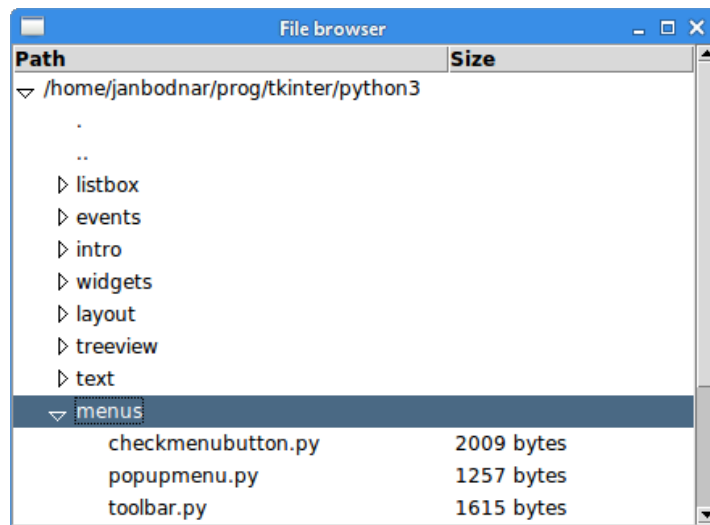 File browser
Path Size
/home/janbodnar/prog/tkinter/python3
.
..
listbox
events
intro
widgets
layout
treeview
text
menus
checkmenubutton.py 2009 bytes
popupmenu.py 1257 bytes
toolbar.py 1615 bytes